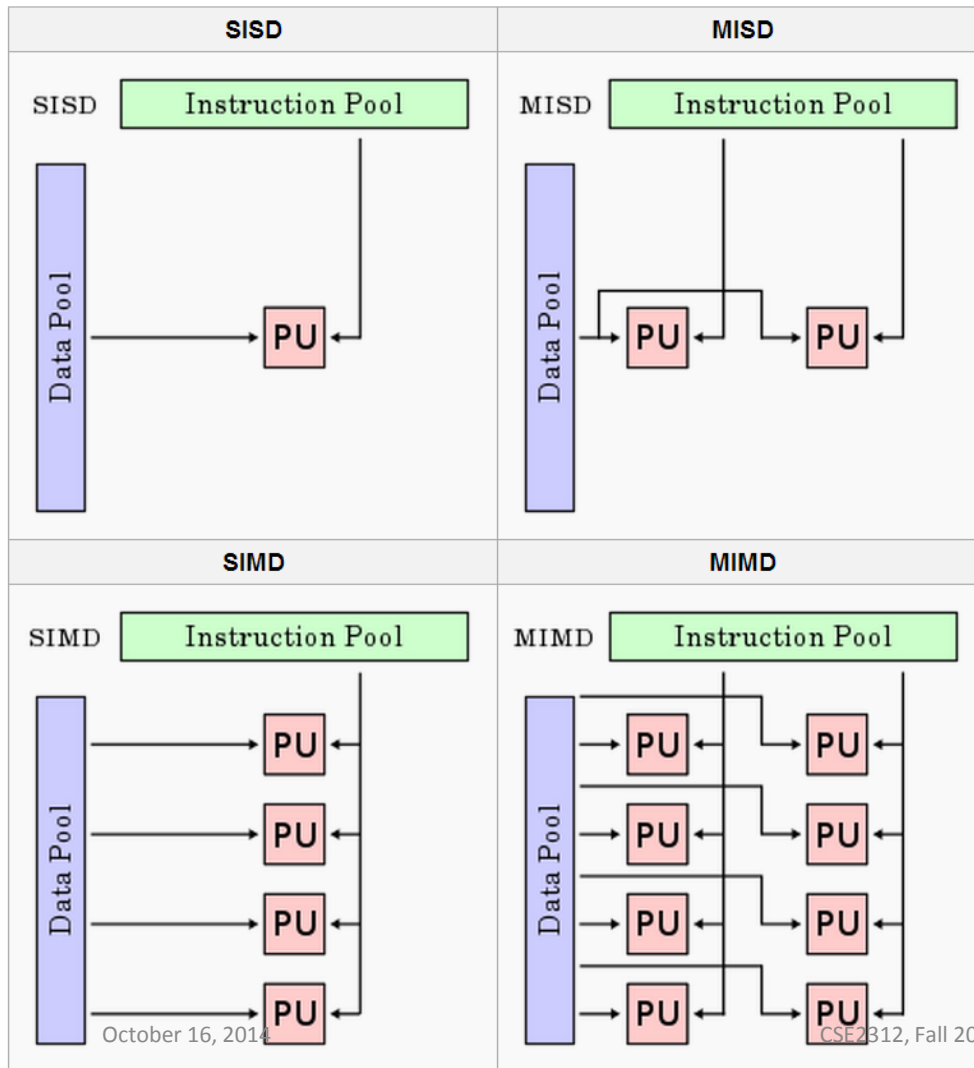 SISD
MISD
SISD
Instruction Pool
Data Pool
PU
MISD
Instruction Pool
Data Pool
PU
PU
SIMD
MIMD
SIMD
Instruction Pool
Data Pool
PU
PU
PU
PU
MIMD
Instruction Pool
Data Pool
PU
PU
PU
PU
PU
PU
PU
PU
October 16, 2014
CSE2312, Fall 20